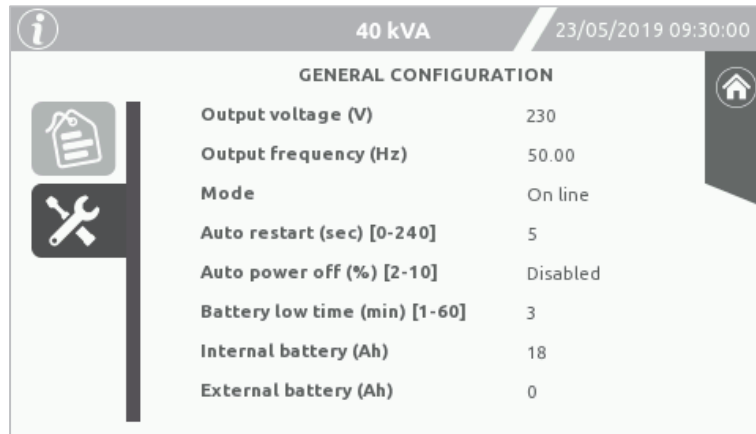 40 kVA 23/05/2019 09:30:00
GENERAL CONFIGURATION
Output voltage (V) 230
Output frequency (Hz) 50.00
Mode On line
Auto restart (sec) [0-240] 5
Auto power off (%) [2-10] Disabled
Battery low time (min) [1-60] 3
Internal battery (Ah) 18
External battery (Ah) 0